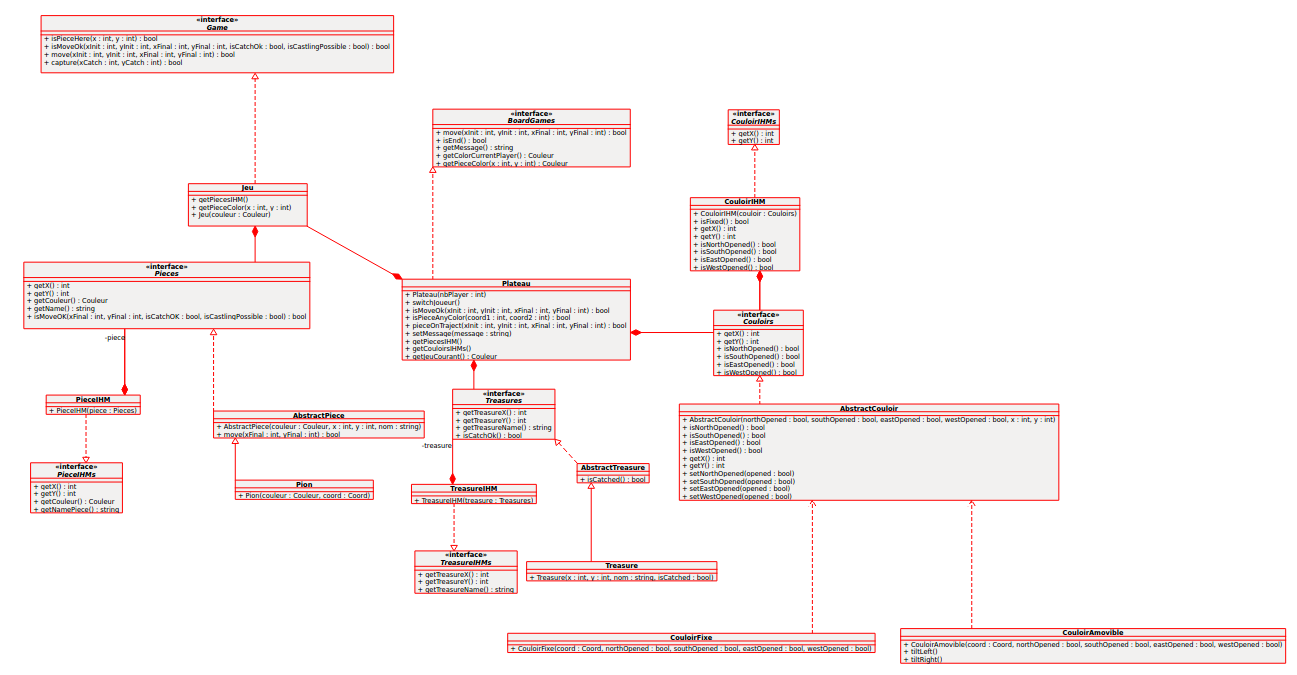 «interface»
Game
+ isPieceHere(x : int, y : int) : bool
+ isMoveOk(xInit : int, yInit : int, xFinal : int, yFinal : int, isCatchOk : bool, isCastlingPossible : bool) : bool
+ move(xInit : int, yInit : int, xFinal : int, yFinal : int) : bool
+ capture(xCatch : int, yCatch : int) : bool
«interface»
BoardGames
+ move(xInit : int, yInit : int, xFinal : int, yFinal : int) : bool
+ isEnd() : bool
+ getMessage() : string
+ getColorCurrentPlayer() : Couleur
+ getPieceColor(x : int, y : int) : Couleur
«interface»
CouloirIHMs
+ getX() : int
+ getY() : int
Jeu
+ getPiecesIHM()
+ getPieceColor(x : int, y : int)
+ Jeu(couleur : Couleur)
CouloirIHM
+ CouloirIHM(couloir : Couloirs)
+ isFixed() : bool
+ getX() : int
+ getY() : int
+ isNorthOpened() : bool
+ isSouthOpened() : bool
+ isEastOpened() : bool
+ isWestOpened() : bool
«interface»
Pieces
+ getX() : int
+ getY() : int
+ getCouleur() : Couleur
+ getName() : string
+ isMoveOK(xFinal : int, yFinal : int, isCatchOK : bool, isCastlingPossible : bool) : bool
Plateau
+ Plateau(nbPlayer : int)
+ switchJoueur()
+ isMoveOk(xInit : int, yInit : int, xFinal : int, yFinal : int) : bool
+ isPieceAnyColor(coord1 : int, coord2 : int) : bool
+ pieceOnTraject(xInit : int, yInit : int, xFinal : int, yFinal : int) : bool
+ setMessage(message : string)
+ getPiecesIHM()
+ getCouloirsIHMs()
+ getJeuCourant() : Couleur
«interface»
Couloirs
+ getX() : int
+ getY() : int
+ isNorthOpened() : bool
+ isSouthOpened() : bool
+ isEastOpened() : bool
+ isWestOpened() : bool
-piece
PieceIHM
+ PieceIHM(piece : Pieces)
AbstractPiece
+ AbstractPiece(couleur : Couleur, x : int, y : int, nom : string)
+ move(xFinal : int, yFinal : int) : bool
«interface»
Treasures
+ getTreasureX() : int
+ getTreasureY() : int
+ getTreasureName() : string
+ isCatchOk() : bool
-treasure
AbstractCouloir
+ AbstractCouloir(northOpened : bool, southOpened : bool, eastOpened : bool, westOpened : bool, x : int, y : int)
+ isNorthOpened() : bool
+ isSouthOpened() : bool
+ isEastOpened() : bool
+ isWestOpened() : bool
+ getX() : int
+ getY() : int
+ setNorthOpened(opened : bool)
+ setSouthOpened(opened : bool)
+ setEastOpened(opened : bool)
+ setWestOpened(opened : bool)
«interface»
PieceIHMs
+ getX() : int
+ getY() : int
+ getCouleur() : Couleur
+ getNamePiece() : string
Pion
+ Pion(couleur : Couleur, coord : Coord)
AbstractTreasure
+ isCatched() : bool
TreasureIHM
+ TreasureIHM(treasure : Treasures)
«interface»
TreasureIHMs
+ getTreasureX() : int
+ getTreasureY() : int
+ getTreasureName() : string
Treasure
+ Treasure(x : int, y : int, nom : string, isCatched : bool)
CouloirFixe
+ CouloirFixe(coord : Coord, northOpened : bool, southOpened : bool, eastOpened : bool, westOpened : bool)
CouloirAmovible
+ CouloirAmovible(coord : Coord, northOpened : bool, southOpened : bool, eastOpened : bool, westOpened : bool)
+ tiltLeft()
+ tiltRight()